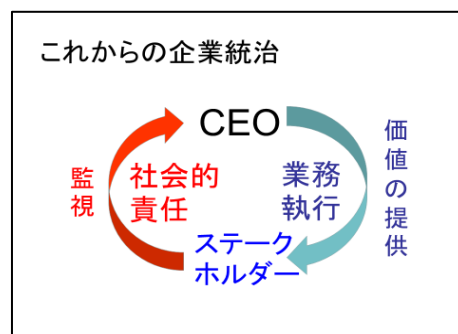 これからの企業統治
CEO
監視
社会的
責任
業務
執行
価値の提供
ステーク
ホルダー